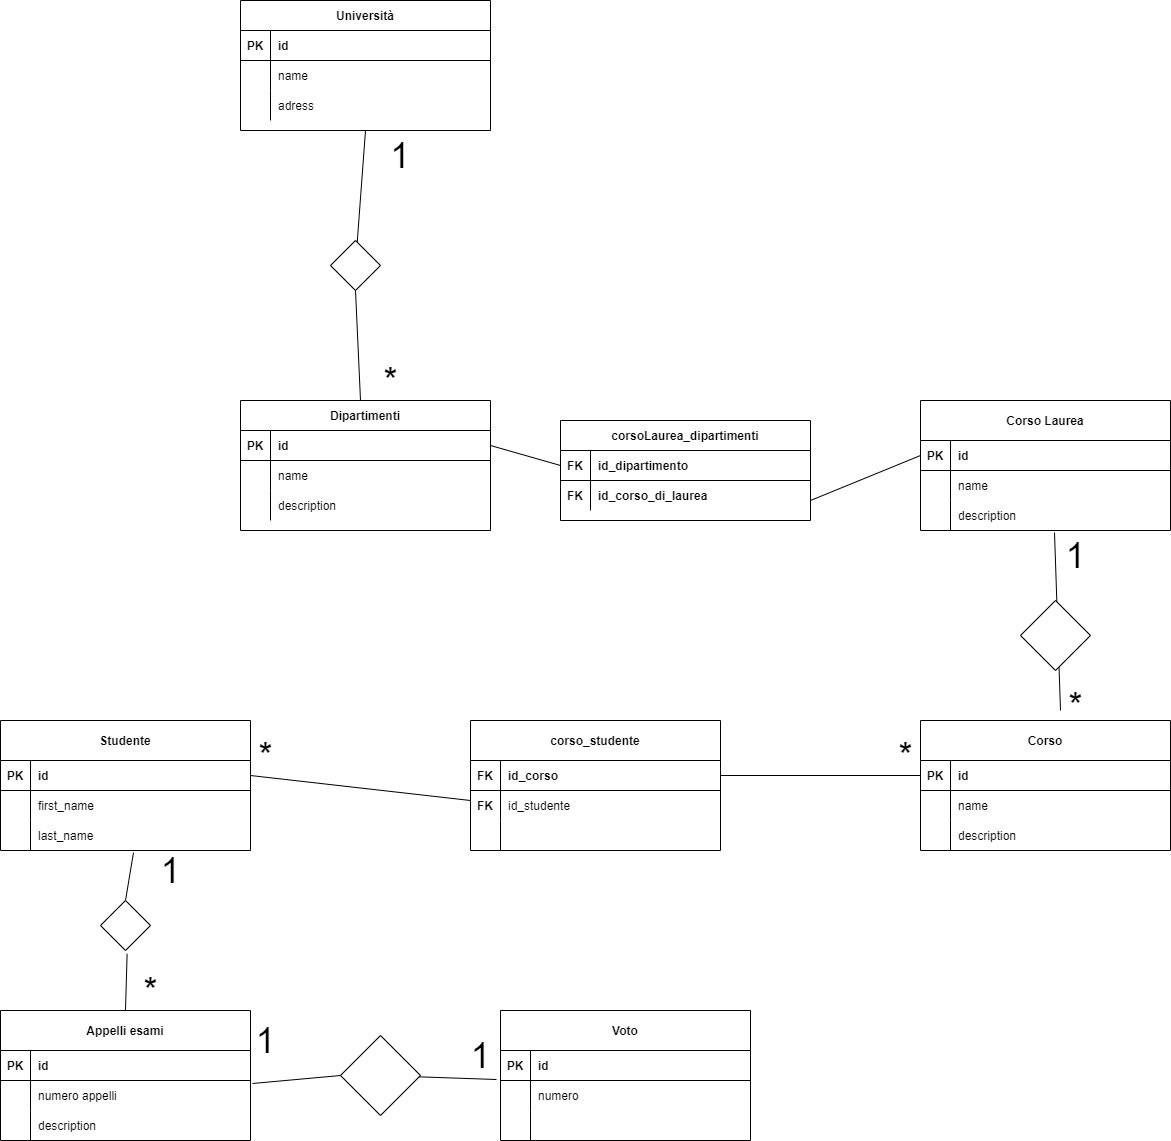 Università
PK id
name
adress
1
*
Dipartimenti
PK id
name
description
corsoLaurea_dipartimenti
FK id_dipartimento
FK id_corso_di_laurea
Corso Laurea
PK id
name
description
1
*
Studente
PK id
first_name
last_name
*
corso_studente
FK id_corso
FK id_studente
*
Corso
PK id
name
description
1
*
Appelli esami
PK id
numero appelli
description
1
1
Voto
PK id
numero